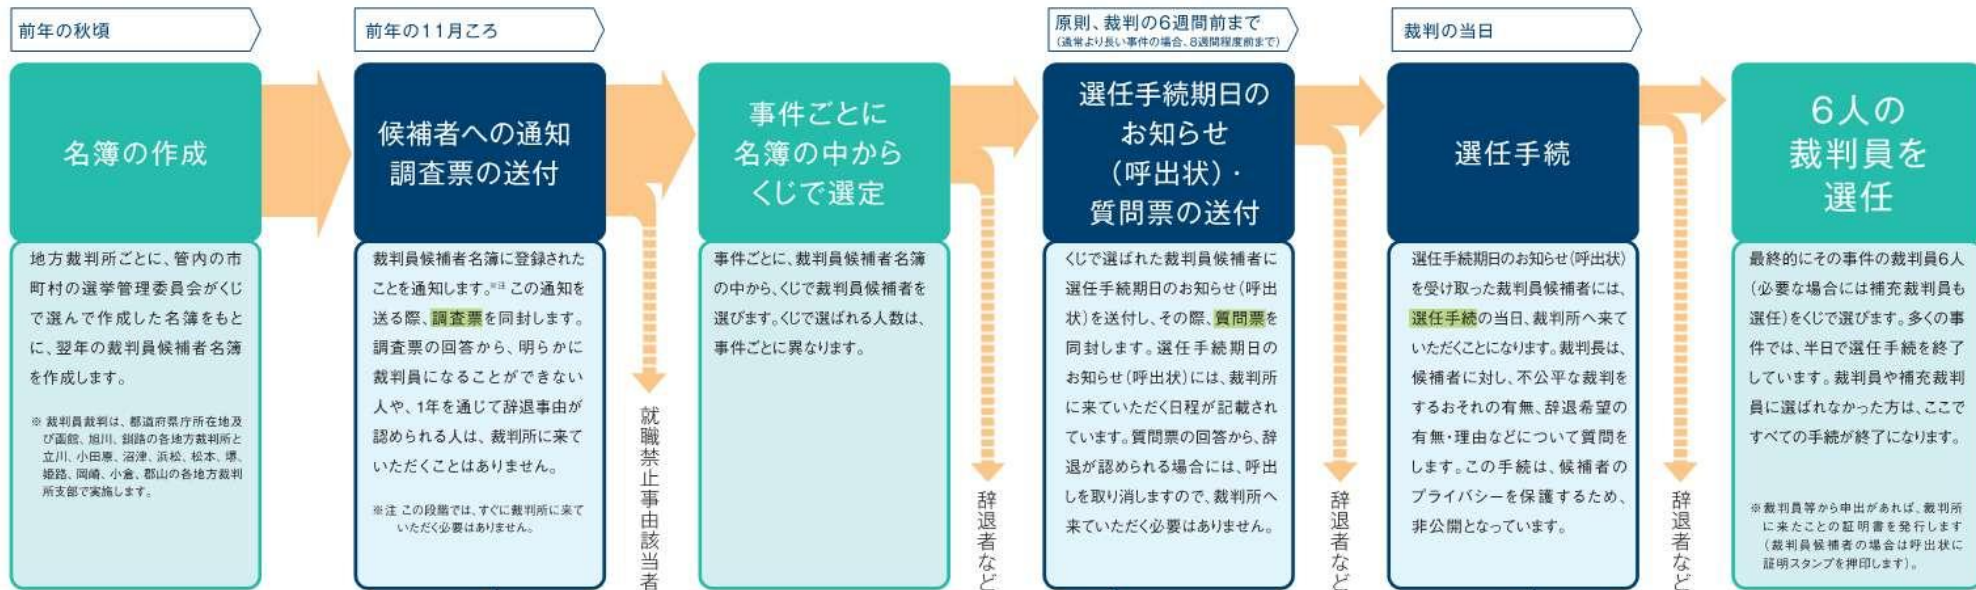 前年の秋頃
名簿の作成
地方裁判所ごとに、管内の市
町村の選挙管理委員会がくじ
で選んで作成した名簿をもと
に、翌年の裁判員候補者名簿
を作成します。
※ 裁判員裁判は、都道府県庁所在地及
び函館、旭川、釧路の各地方裁判所と
立川、小田原、沼津、浜松、松本、堺、
姫路、岡崎、小倉、郡山の各地方裁判
所支部で実施します。
前年の11月ころ
候補者への通知
調査票の送付
裁判員候補者名簿に登録された
ことを通知します。※注 この通知を
送る際、調査票を同封します。
調査票の回答から、明らかに
裁判員になることができない
人や、1年を通じて辞退事由が
認められる人は、裁判所に来て
いただくことはありません。
※注 この段階では、すぐに裁判所に来て
いただく必要はありません。
就職禁止事由該当者
事件ごとに
名簿の中から
くじで選定
事件ごとに、裁判員候補者名簿
の中から、くじで裁判員候補者を
選びます。くじで選ばれる人数は、
事件ごとに異なります。
辞退者など
原則、裁判の6週間前まで
(通常より長い事件の場合、8週間程度前まで)
選任手続期日の
お知らせ
(呼出状)・
質問票の送付
くじで選ばれた裁判員候補者に
選任手続期日のお知らせ(呼出
状)を送付し、その際、質問票を
同封します。選任手続期日の
お知らせ(呼出状)には、裁判所
に来ていただく日程が記載され
ています。質問票の回答から、辞
退が認められる場合には、呼出
しを取り消しますので、裁判所へ
来ていただく必要はありません。
辞退者など
裁判の当日
選任手続
選任手続期日のお知らせ(呼出状)
を受け取った裁判員候補者には、
選任手続の当日、裁判所へ来て
いただくことになります。裁判長は、
候補者に対し、不公平な裁判を
するおそれの有無、辞退希望の
有無・理由などについて質問を
します。この手続は、候補者の
プライバシーを保護するため、
非公開となっています。
辞退者など
6人の
裁判員を
選任
最終的にその事件の裁判員6人
(必要な場合には補充裁判員も
選任)をくじで選びます。多くの事
件では、半日で選任手続を終了
しています。裁判員や補充裁判
員に選ばれなかった方は、ここで
すべての手続が終了になります。
※裁判員等から申出があれば、裁判所
に来たことの証明書を発行します
(裁判員候補者の場合は呼出状に
証明スタンプを押印します)。